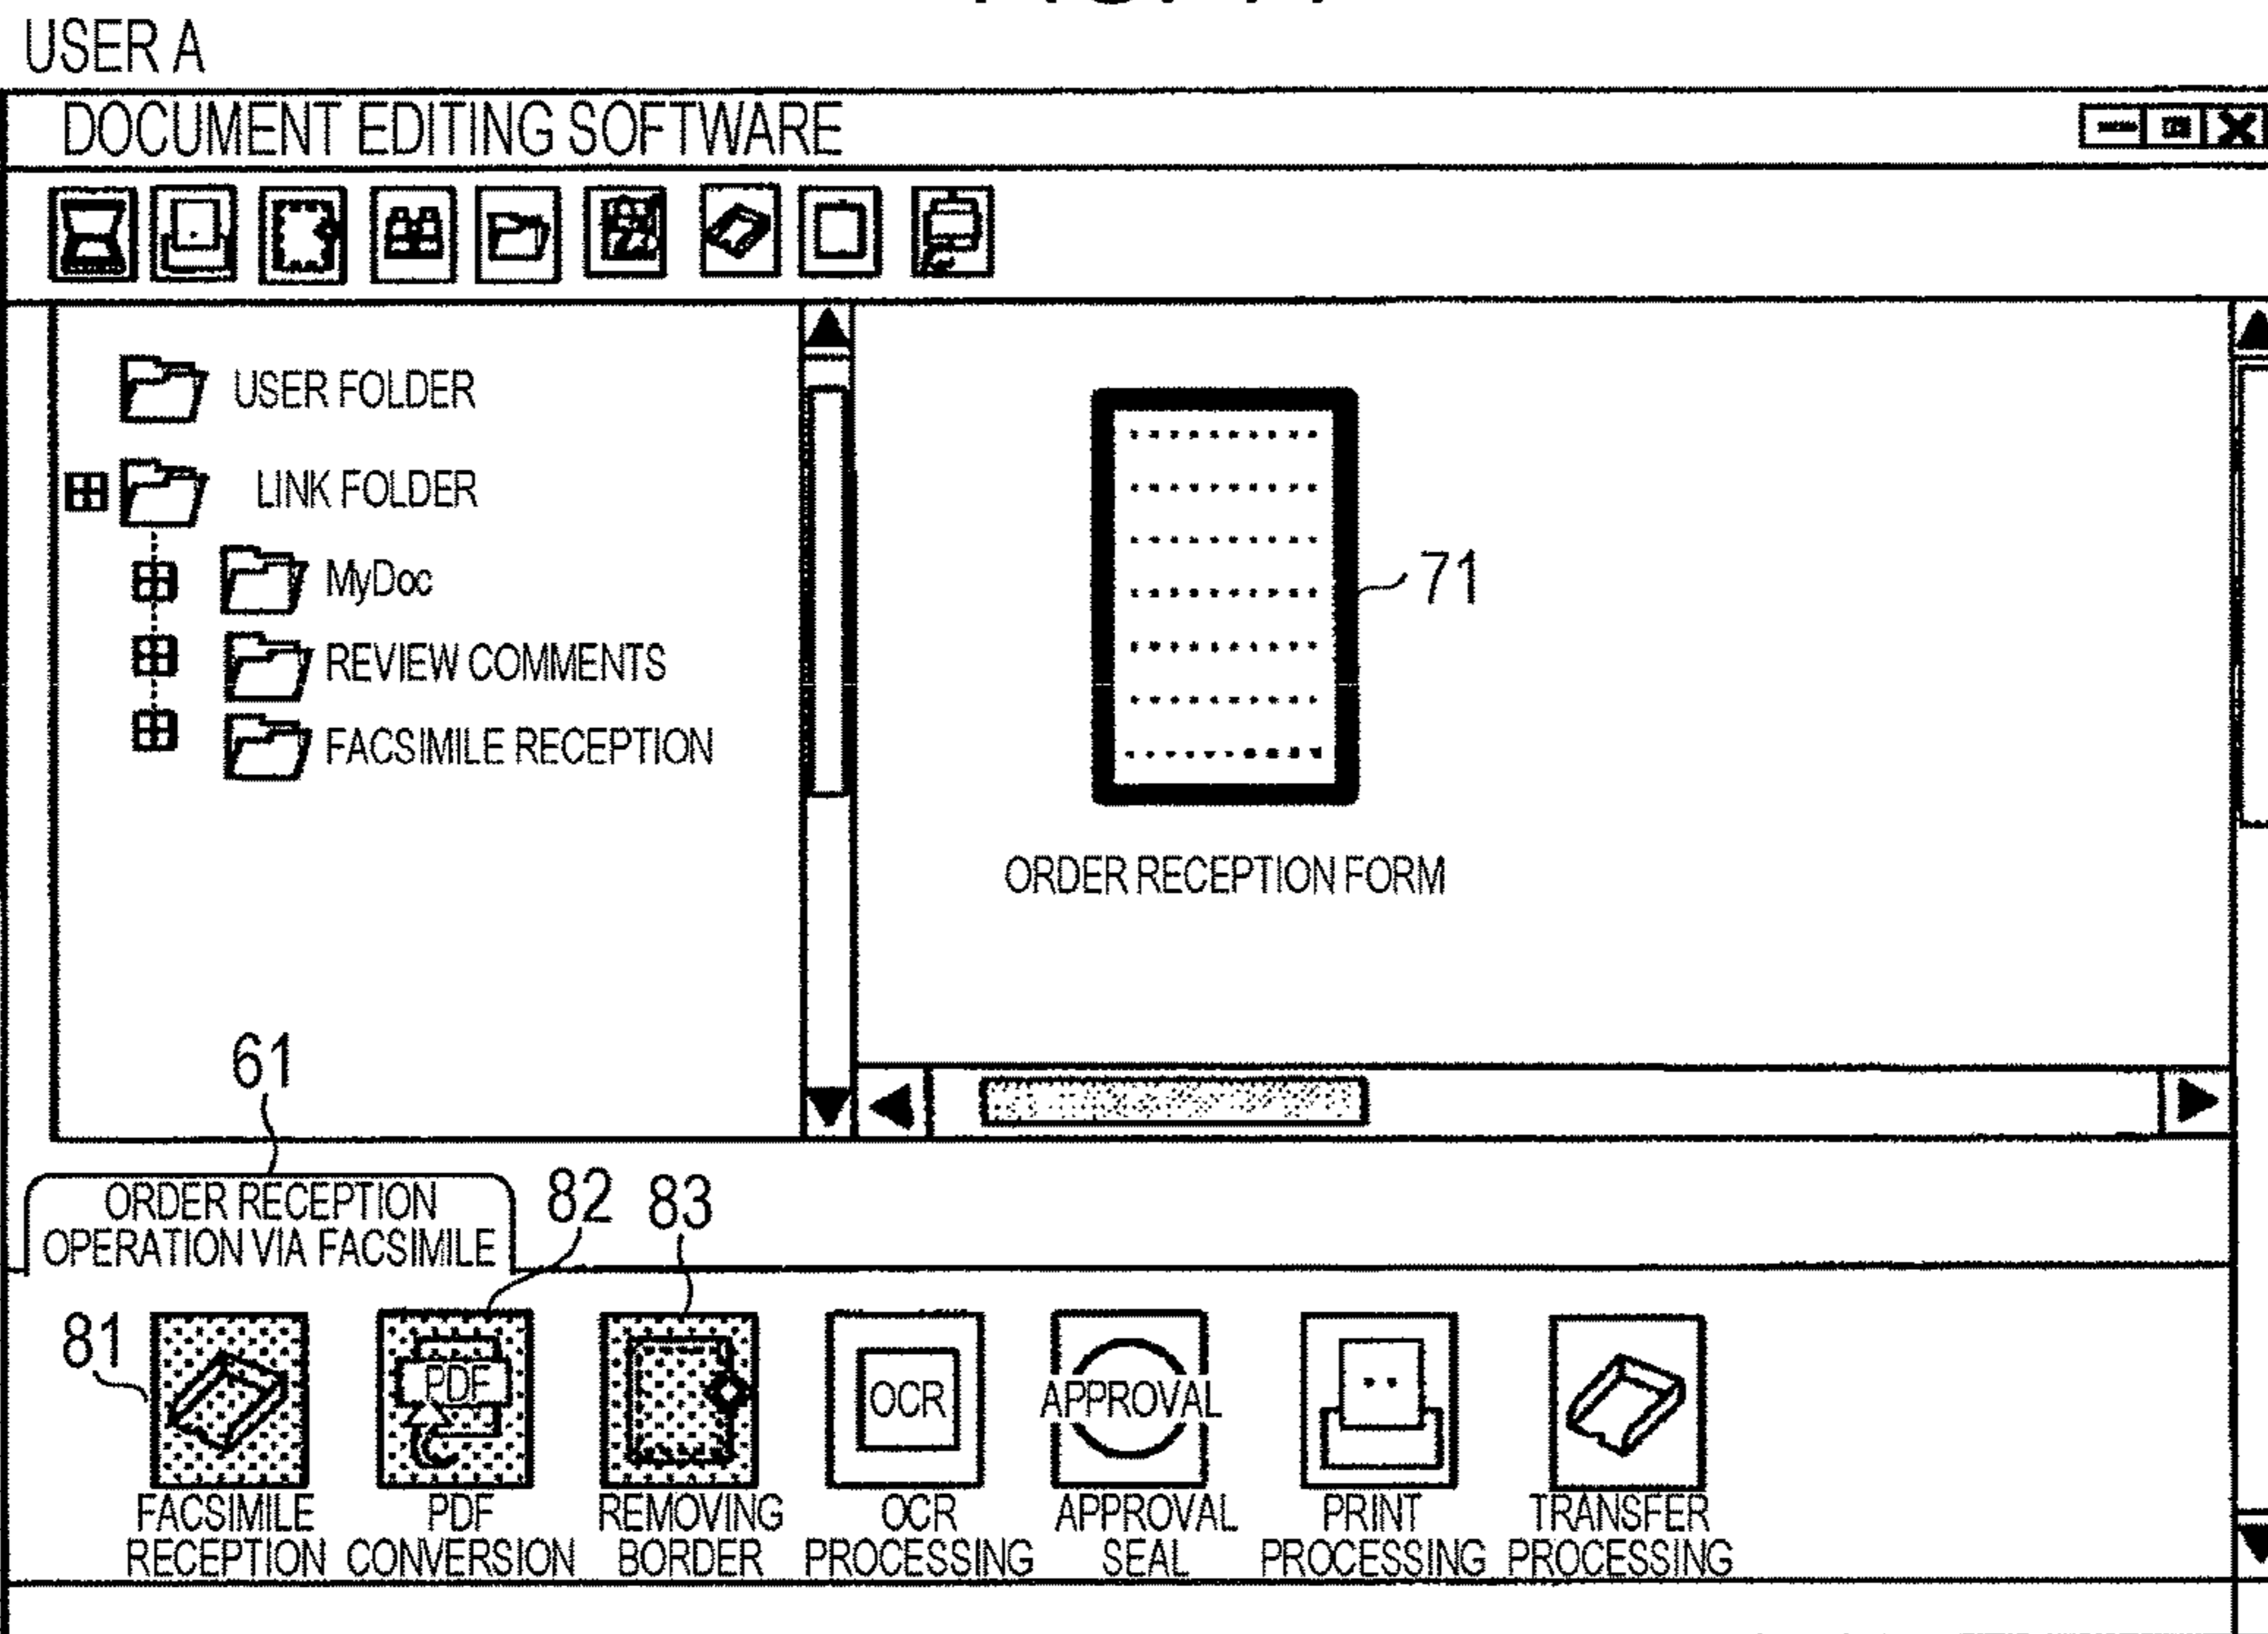 USER A
DOCUMENT EDITING SOFTWARE
USER FOLDER
LINK FOLDER
MyDoc
REVIEW COMMENTS
FACSIMILE RECEPTION
71
ORDER RECEPTION FORM
61
ORDER RECEPTION
OPERATION VIA FACSIMILE
82
83
81
PDF
OCR
APPROVAL
FACSIMILE
RECEPTION
PDF
CONVERSION
REMOVING
BORDER
OCR
PROCESSING
APPROVAL
SEAL
PRINT
PROCESSING
TRANSFER
PROCESSING